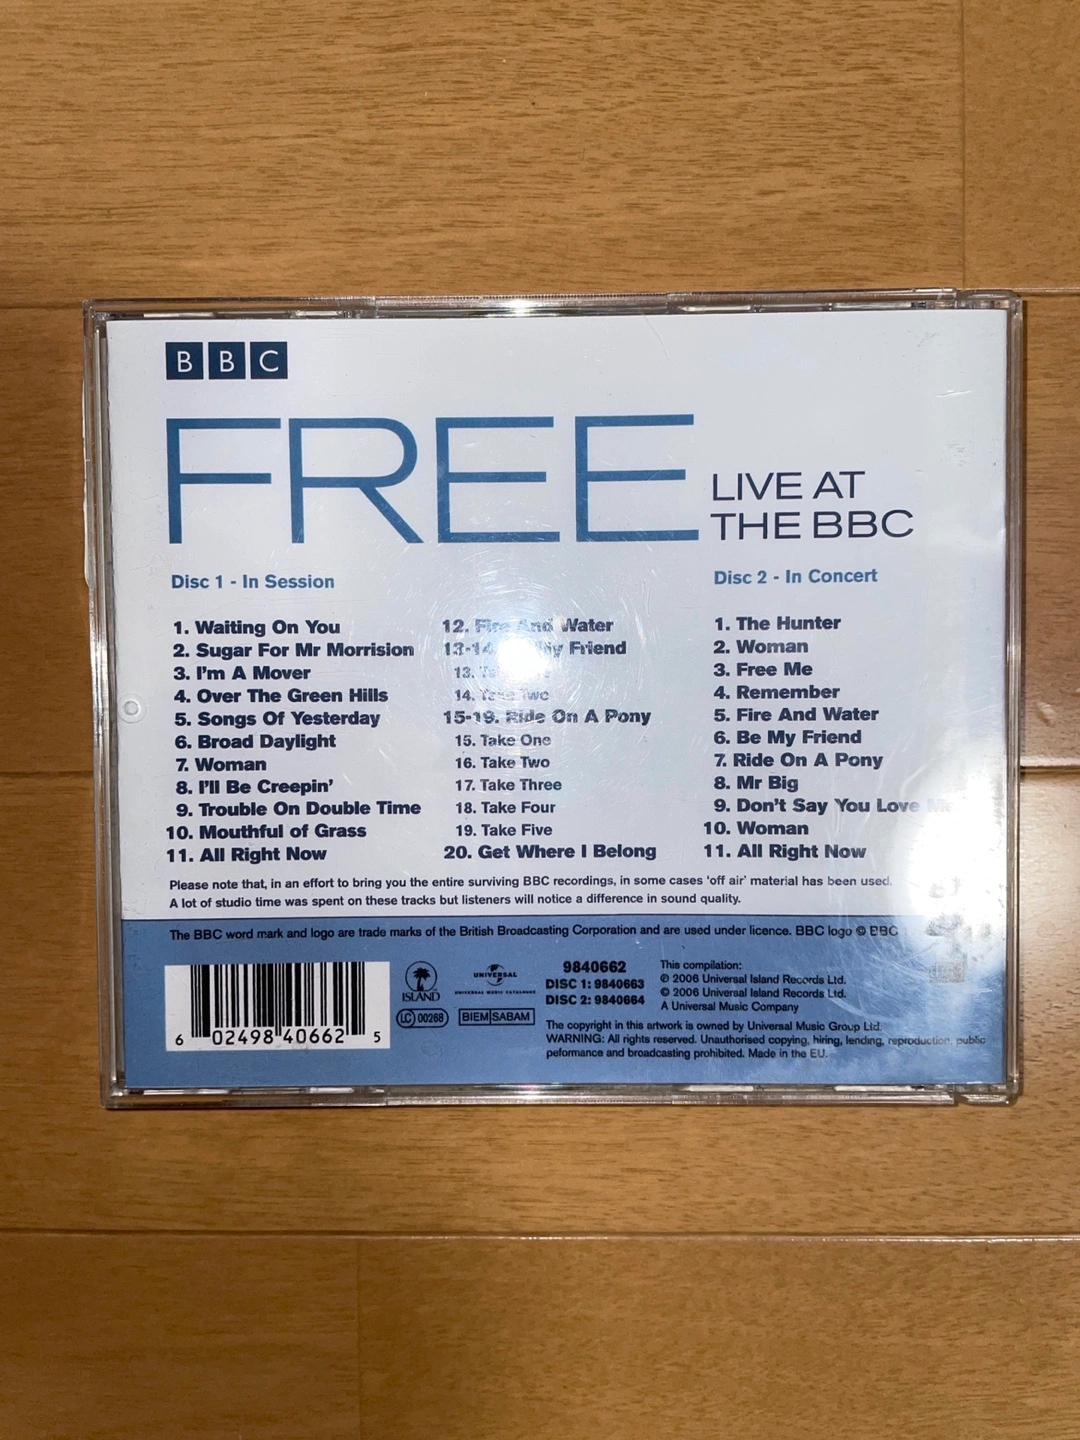 BBC
FREE
LIVE AT
THE BBC
Disc 1 - In Session
1. Waiting On You
2. Sugar For Mr Morrision
3. I'm A Mover
4. Over The Green Hills
5. Songs Of Yesterday
6. Broad Daylight
7. Woman
8. I'll Be Creepin'
9. Trouble On Double Time
10. Mouthful of Grass
11. All Right Now
12. Fire And Water
13-14. My Friend
13.
14. Take Two
15-19. Ride On A Pony
15. Take One
16. Take Two
17. Take Three
18. Take Four
19. Take Five
20. Get Where I Belong
Disc 2 - In Concert
1. The Hunter
2. Woman
3. Free Me
4. Remember
5. Fire And Water
6. Be My Friend
7. Ride On A Pony
8. Mr Big
9. Don't Say You Love Me
10. Woman
11. All Right Now
Please note that, in an effort to bring you the entire surviving BBC recordings, in some cases 'off air' material has been used.
A lot of studio time was spent on these tracks but listeners will notice a difference in sound quality.
The BBC word mark and logo are trade marks of the British Broadcasting Corporation and are used under licence. BBC logo © BBC
6 02498 40662 5
ISLAND
LC 00268
UNIVERSAL
UNIVERSAL MUSIC CATALOGUE
BIEM|SABAM
9840662
DISC 1: 9840663
DISC 2: 9840664
This compilation:
℗ 2006 Universal Island Records Ltd.
© 2006 Universal Island Records Ltd.
A Universal Music Company
The copyright in this artwork is owned by Universal Music Group Ltd.
WARNING: All rights reserved. Unauthorised copying, hiring, lending, reproduction, public
peformance and broadcasting prohibited. Made in the EU.